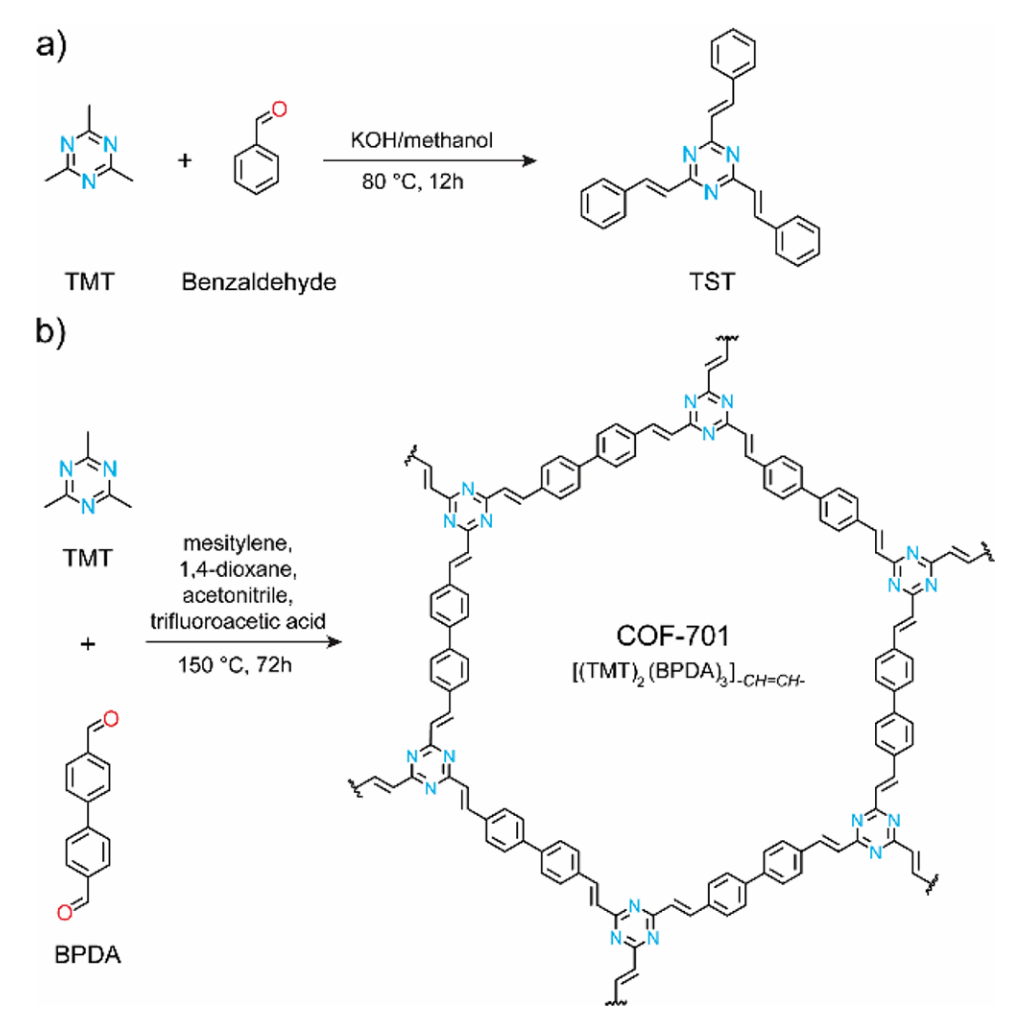 a)
N
N
N
TMT
+
O
Benzaldehyde
KOH/methanol
80 °C, 12h
N
N
N
TST
b)
N
N
N
TMT
+
O
O
BPDA
mesitylene,
1,4-dioxane,
acetonitrile,
trifluoroacetic acid
150 °C, 72h
N
N
N
N
N
N
N
N
N
COF-701
[(TMT)2(BPDA)3]-CH=CH-
N
N
N
N
N
N
N
N
N